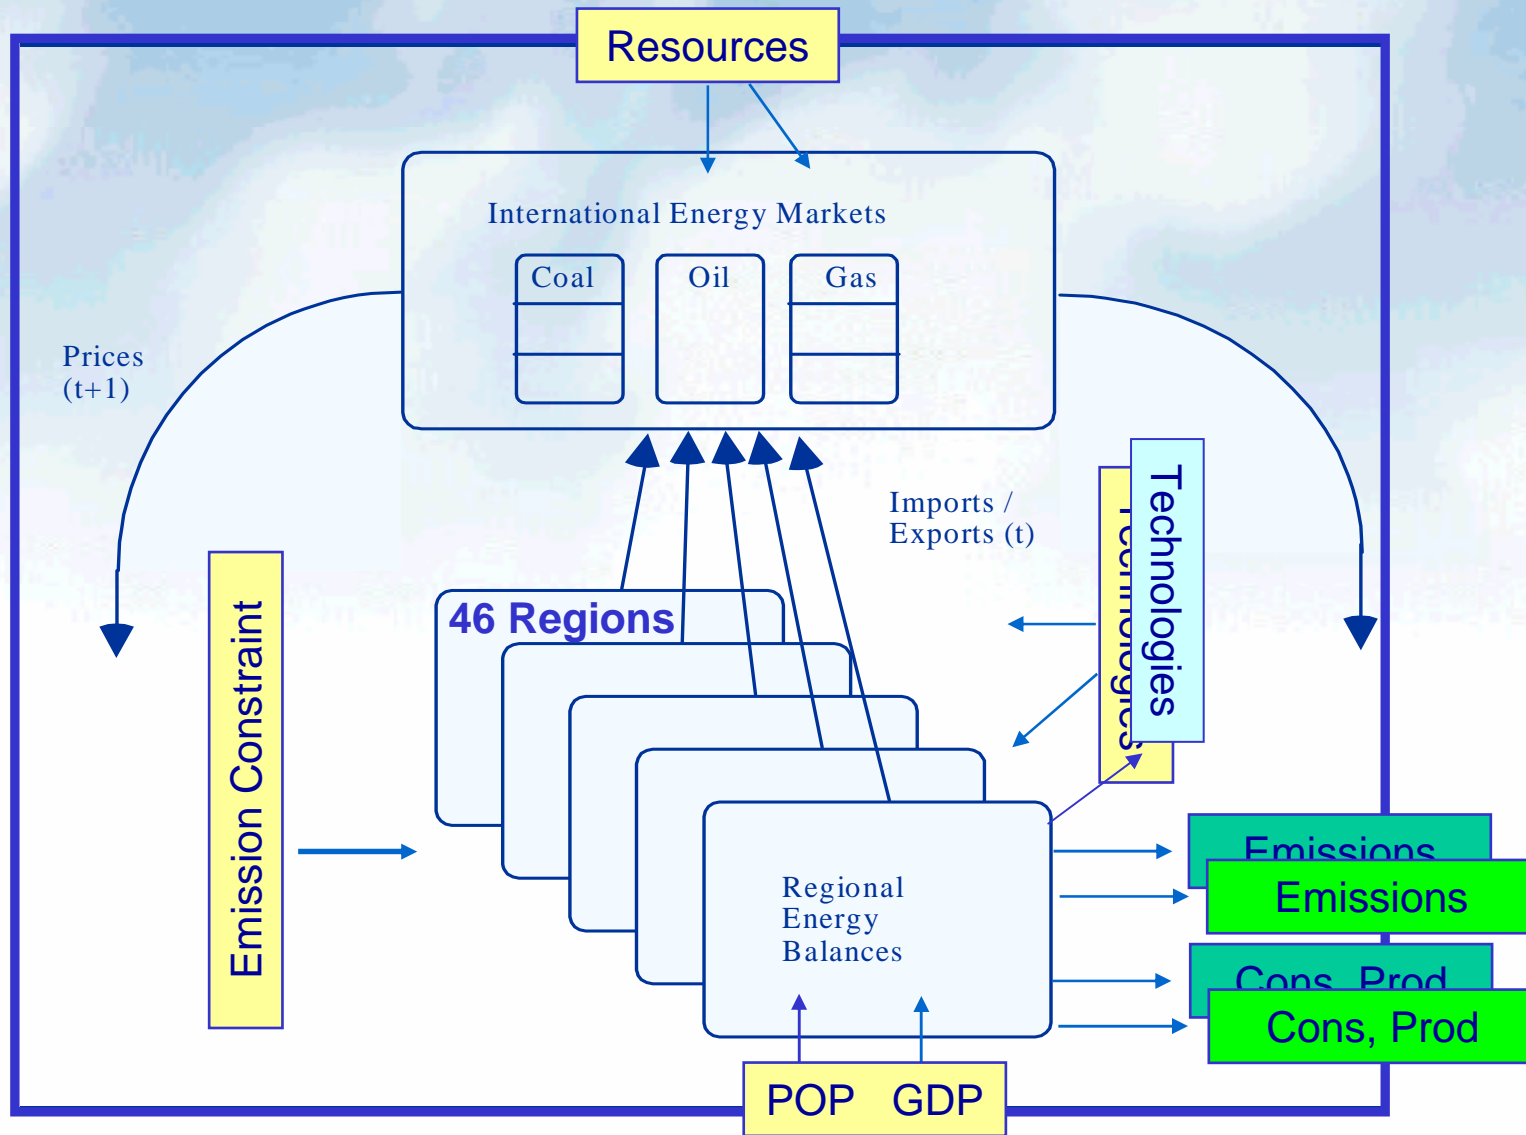 Resources
International Energy Markets
Coal
Oil
Gas
Prices
(t+1)
Imports /
Exports (t)
Technologies
Technologies
46 Regions
Emission Constraint
Regional
Energy
Balances
Emissions
Emissions
Cons, Prod
Cons, Prod
POP GDP